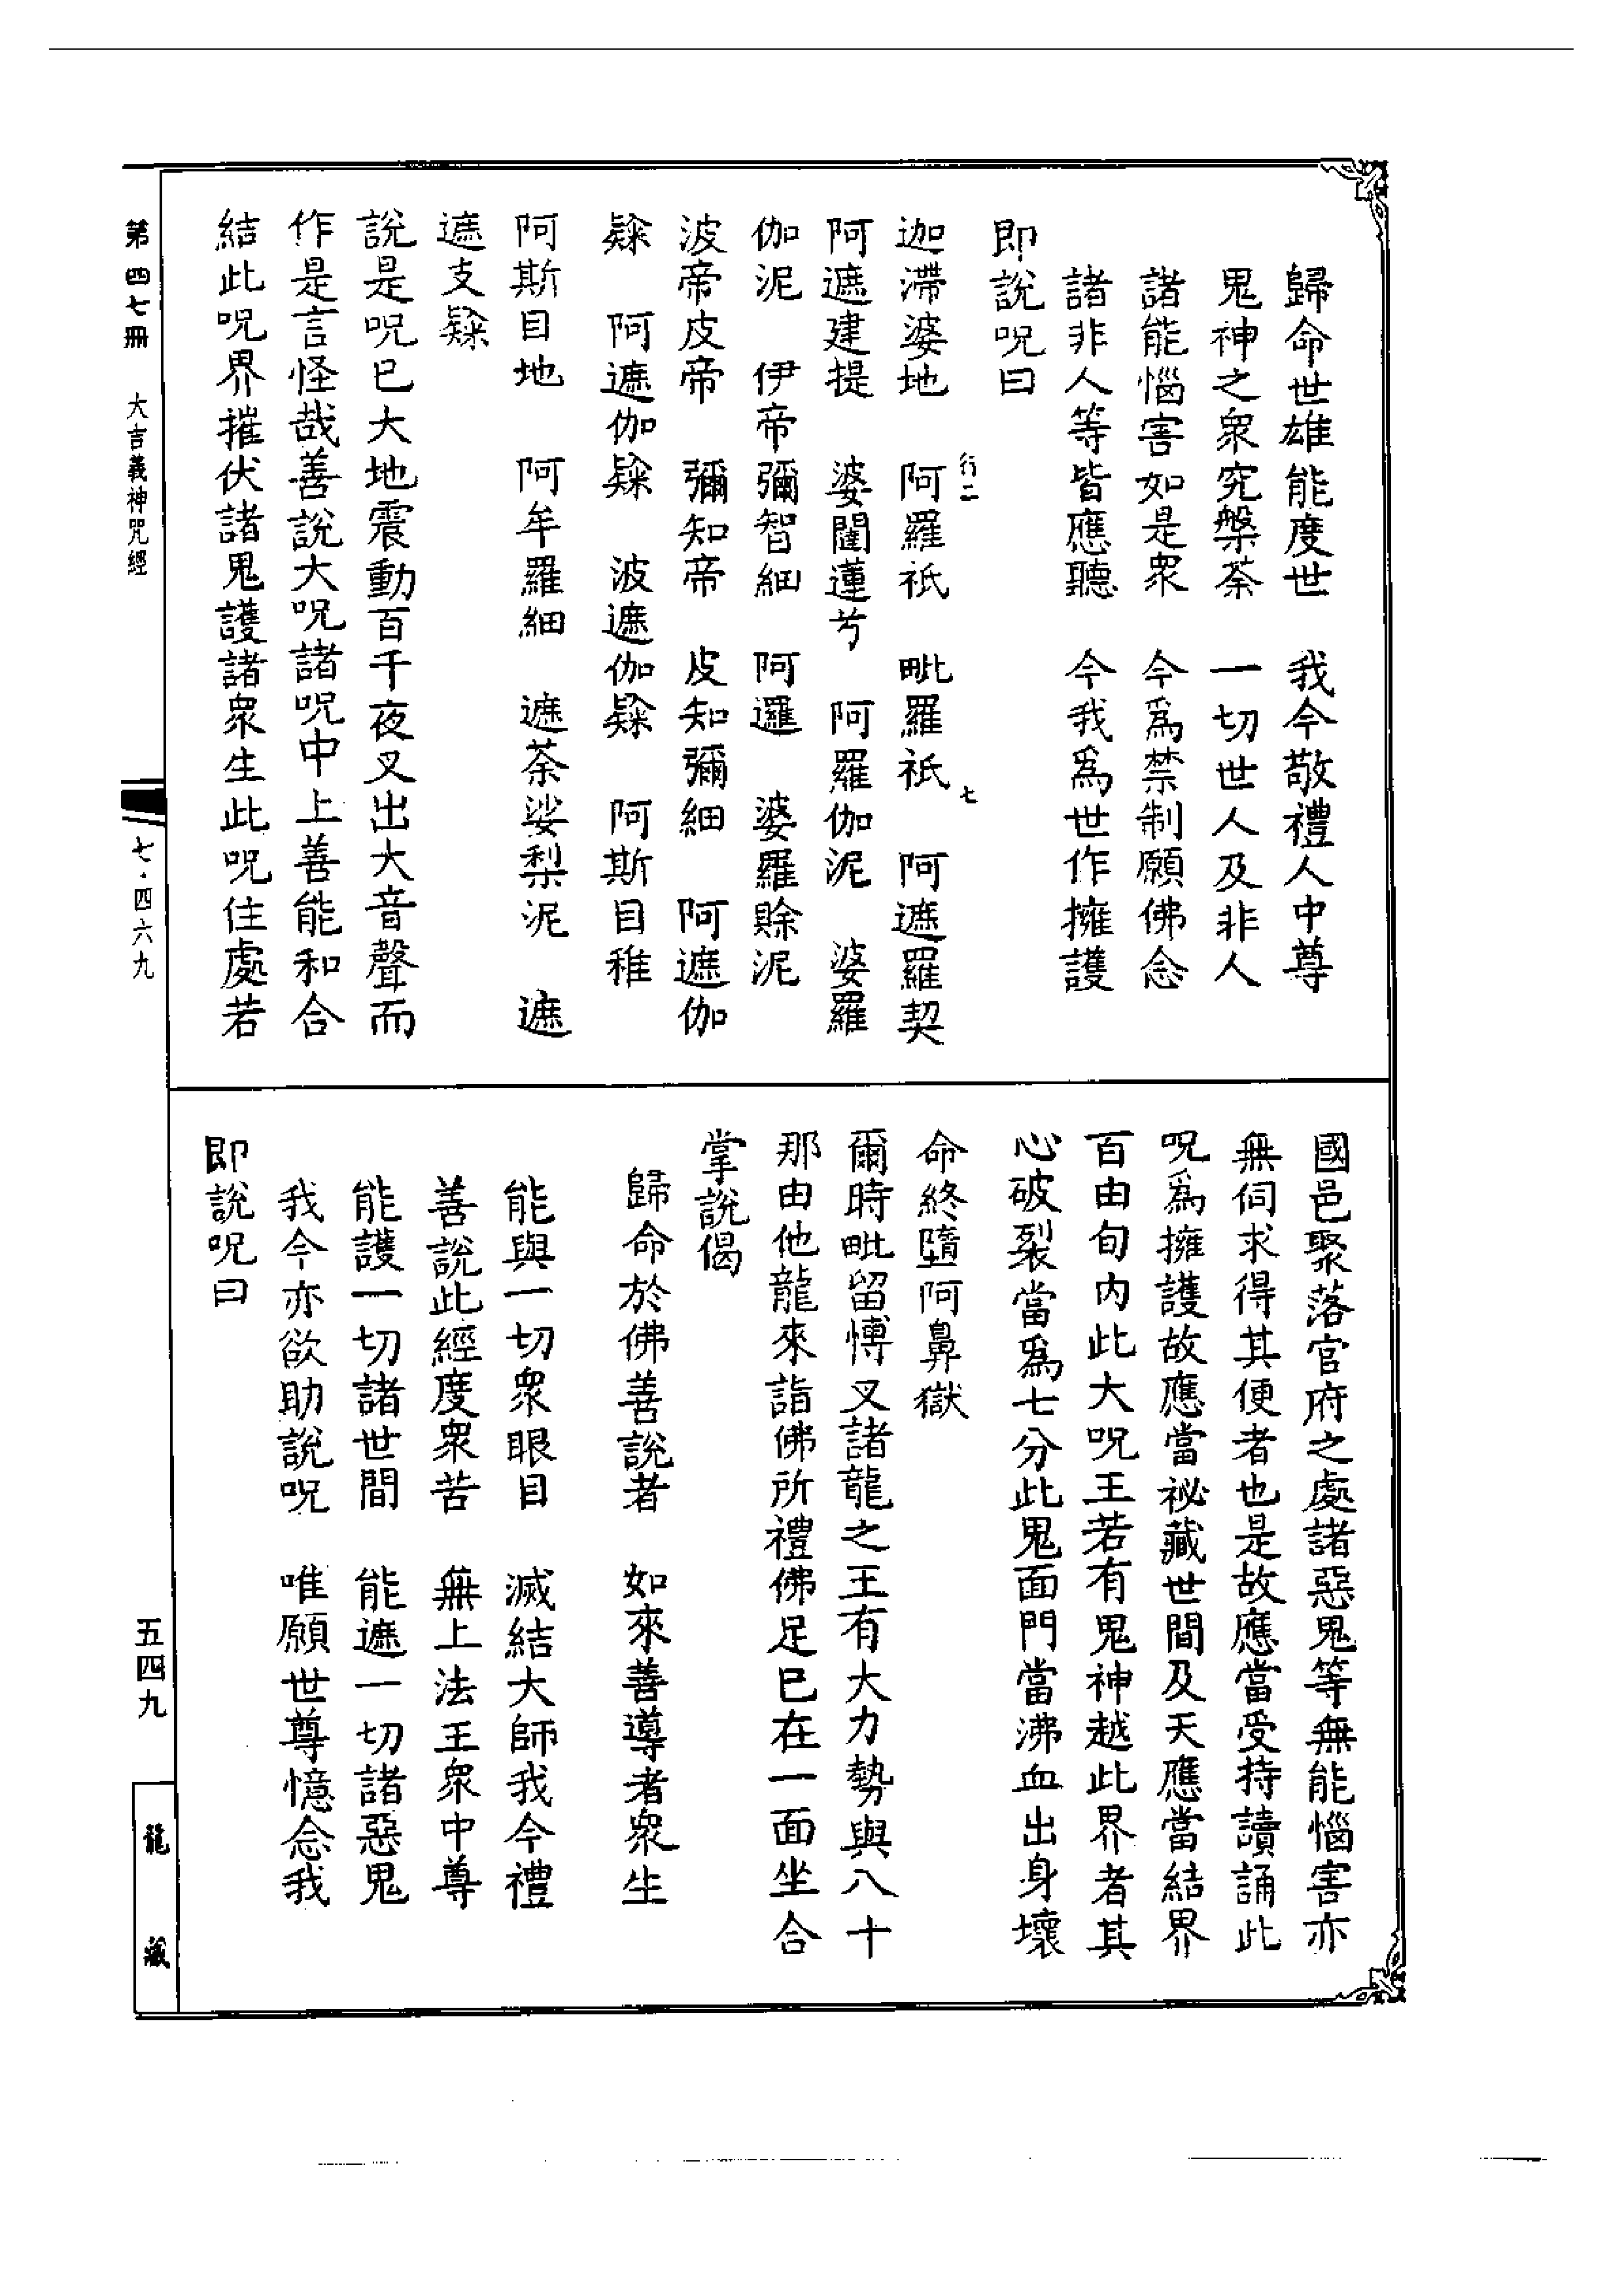 歸命世雄能度世　我今敬禮人中尊
鬼神之衆究槃荼　一切世人及非人
諸能惱害如是衆　今爲禁制願佛念
諸非人等皆應聽　今我爲世作擁護
即說呪曰
行二　七
迦滯婆地　阿羅祇　毗羅祇　阿遮羅契
阿遮建提　婆闥蓮芍　阿羅伽泥　婆羅
伽泥　伊帝彌智細　阿邏　婆羅賒泥
波帝皮帝　彌知帝　皮知彌細　阿遮伽
㝹　阿遮伽㝹　波遮伽㝹　阿斯目稚
阿斯目地　阿牟羅細　遮荼娑梨泥　遮
遮支㝹
說是呪已大地震動百千夜叉出大音聲而
作是言怪哉善說大呪諸呪中上善能和合
結此呪界摧伏諸鬼護諸衆生此呪住處若
國邑聚落官府之處諸惡鬼等無能惱害亦
無伺求得其便者也是故應當受持讀誦此
呪爲擁護故應當祕藏世間及天應當結界
百由旬內此大呪王若有鬼神越此界者其
心破裂當爲七分此鬼面門當沸血出身壞
命終墮阿鼻獄
爾時毗留愽叉諸龍之王有大力勢與八十
那由他龍來詣佛所禮佛足已在一面坐合
掌說偈
歸命於佛善說者　如來善導者衆生
能與一切衆眼目　滅結大師我今禮
善說此經度衆苦　無上法王衆中尊
能護一切諸世間　能遮一切諸惡鬼
我今亦欲助說呪　唯願世尊憶念我
即說呪曰
第四七冊　大吉義神咒經
七·四六九
五四九
龍藏